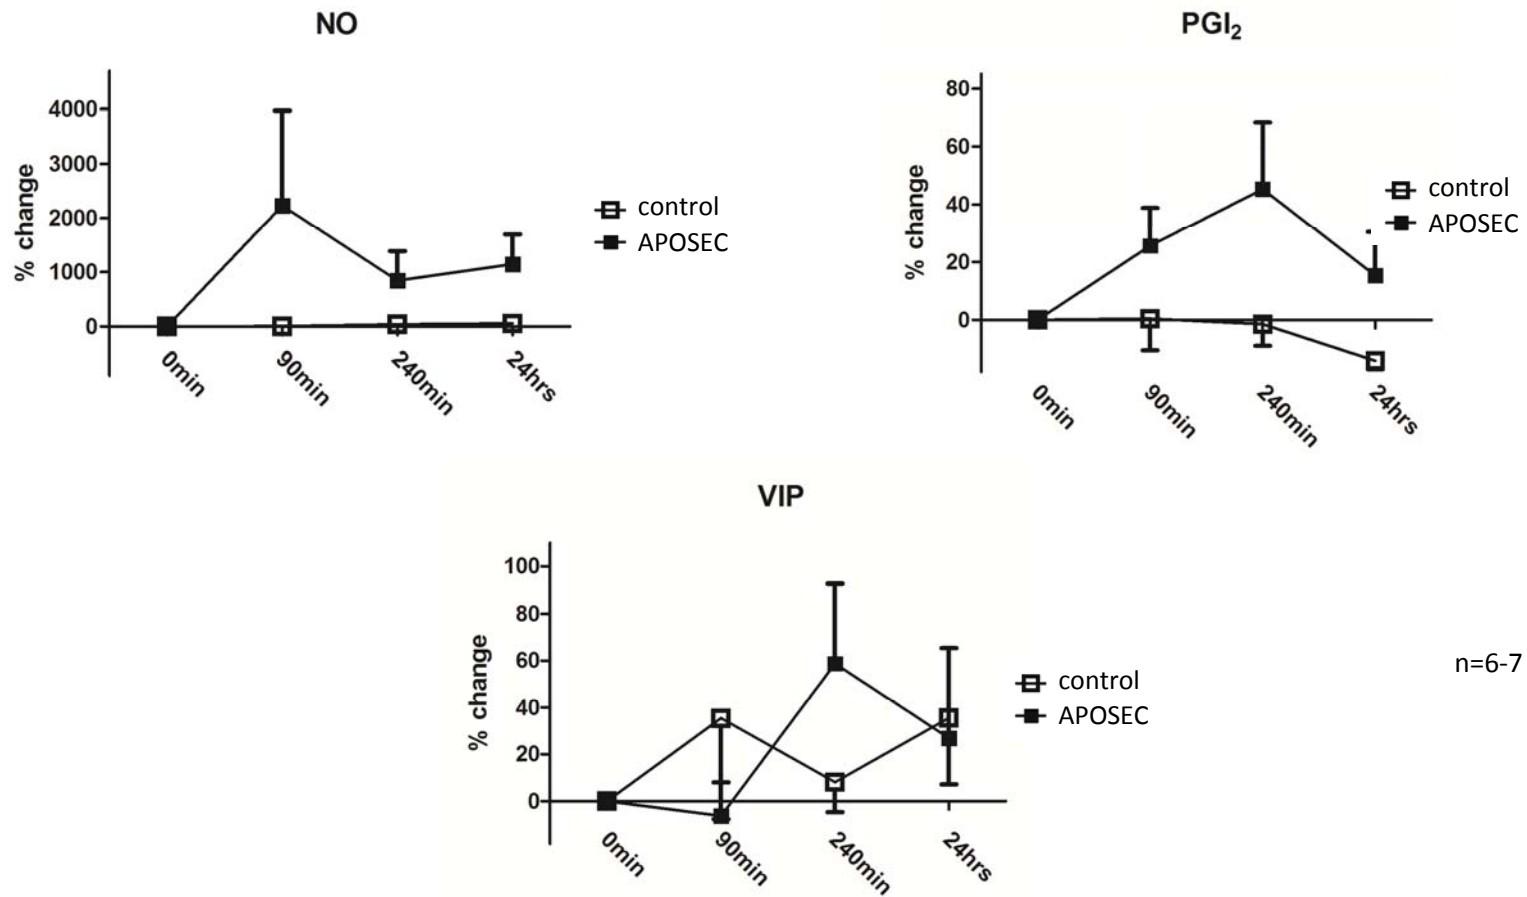 NO
4000
3000
2000
1000
0
% change
0min
90min
240min
24hrs
control
APOSEC
PGI₂
80
60
40
20
0
% change
0min
90min
240min
24hrs
control
APOSEC
VIP
100
80
60
40
20
0
% change
0min
90min
240min
24hrs
control
APOSEC
n=6-7